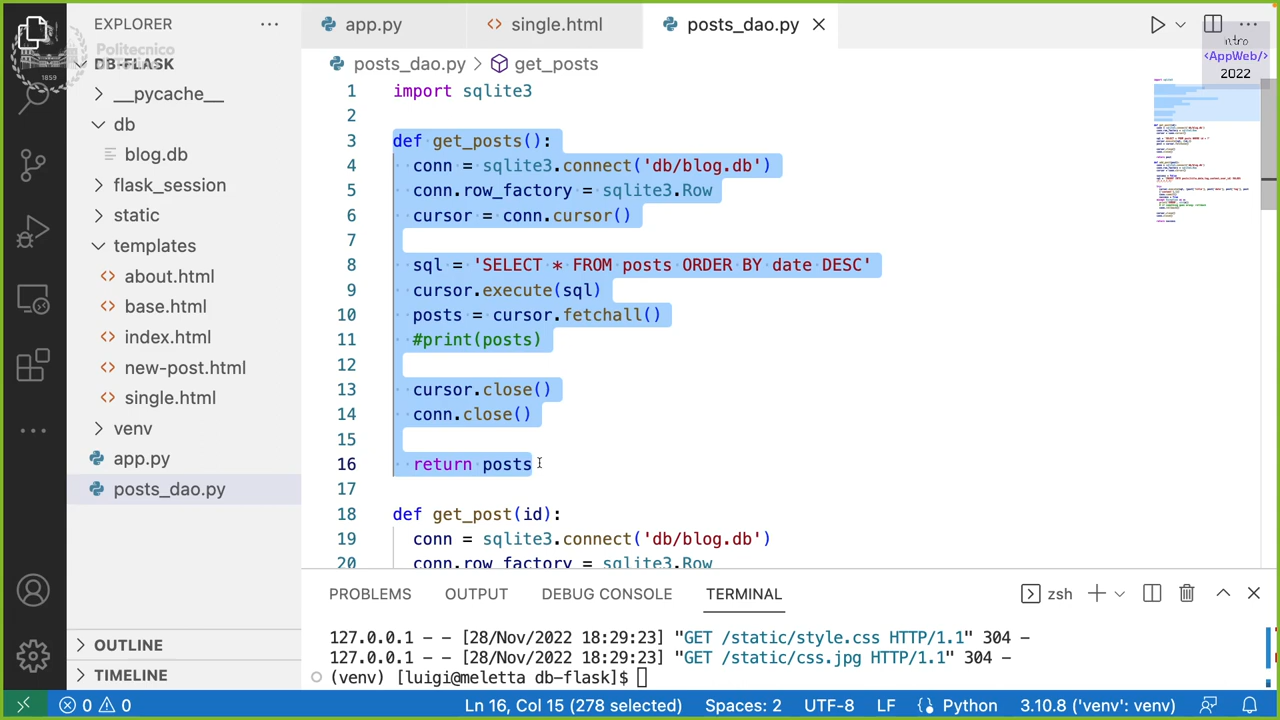 EXPLORER
app.py
single.html
posts_dao.py
ntro
<AppWeb/>
2022
Politecnico
1859
DB-FLASK
__pycache__
db
blog.db
flask_session
static
templates
about.html
base.html
index.html
new-post.html
single.html
venv
app.py
posts_dao.py
OUTLINE
TIMELINE
posts_dao.py > get_posts
1 import sqlite3
2
3 def get_posts():
4 conn = sqlite3.connect('db/blog.db')
5 conn.row_factory = sqlite3.Row
6 cursor = conn.cursor()
7
8 sql = 'SELECT * FROM posts ORDER BY date DESC'
9 cursor.execute(sql)
10 posts = cursor.fetchall()
11 #print(posts)
12
13 cursor.close()
14 conn.close()
15
16 return posts
17
18 def get_post(id):
19 conn = sqlite3.connect('db/blog.db')
20 conn.row_factory = sqlite3.Row
PROBLEMS OUTPUT DEBUG CONSOLE TERMINAL
zsh
127.0.0.1 - - [28/Nov/2022 18:29:23] "GET /static/style.css HTTP/1.1" 304 -
127.0.0.1 - - [28/Nov/2022 18:29:23] "GET /static/css.jpg HTTP/1.1" 304 -
(venv) [luigi@meletta db-flask]$
0 0 Ln 16, Col 15 (278 selected) Spaces: 2 UTF-8 LF Python 3.10.8 ('venv': venv)